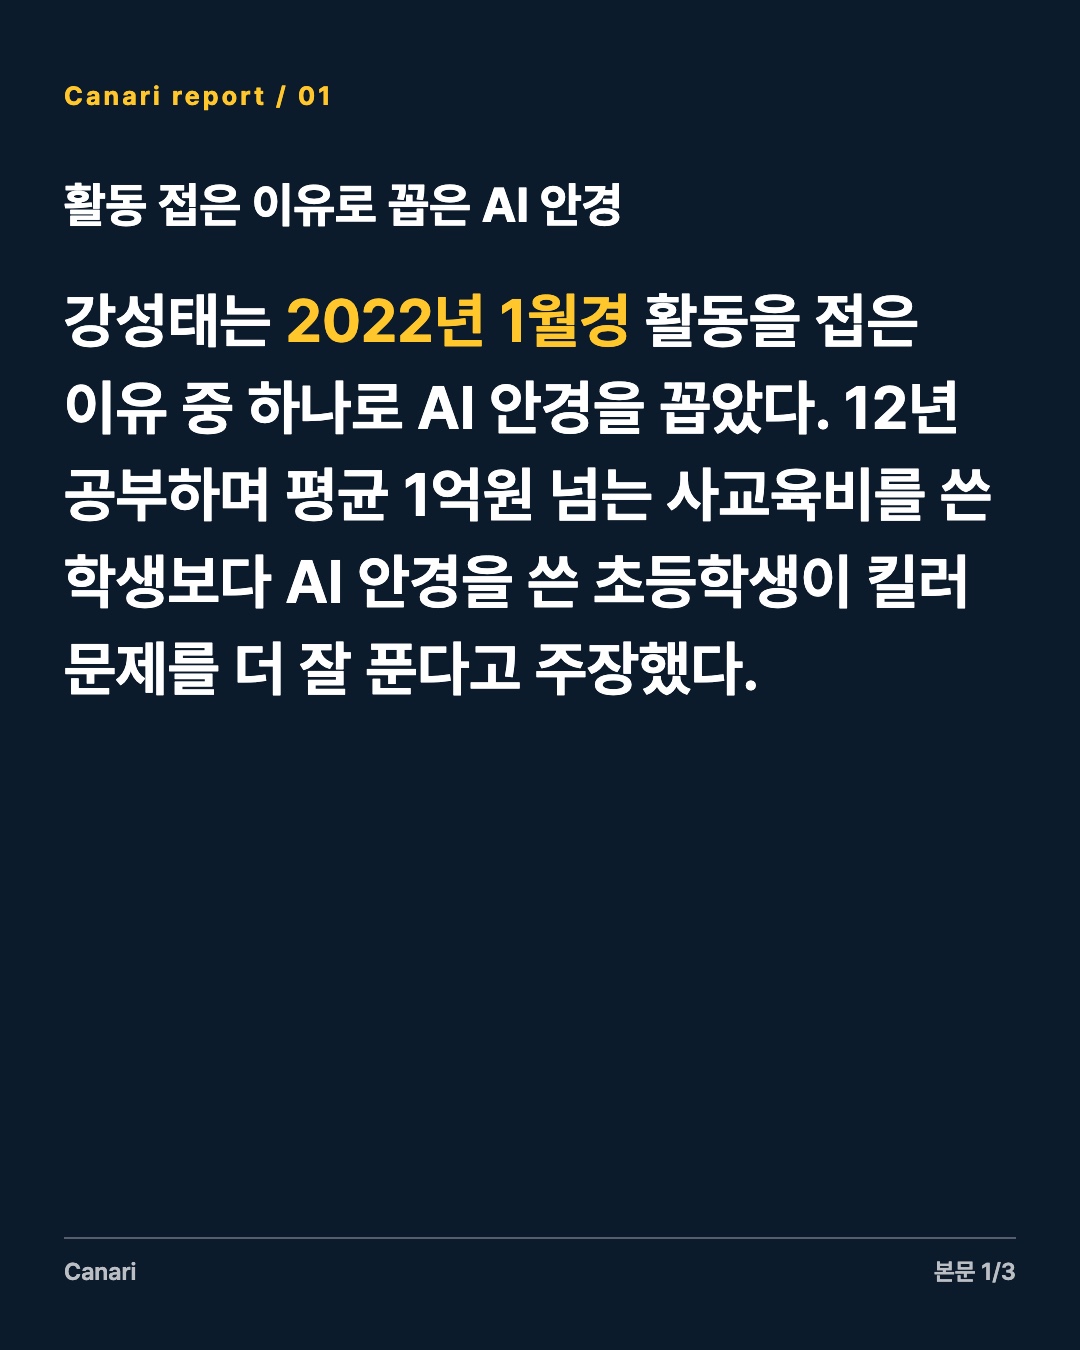 Canari report / 01
활동 접은 이유로 꼽은 AI 안경
강성태는 2022년 1월경 활동을 접은
이유 중 하나로 AI 안경을 꼽았다. 12년
공부하며 평균 1억원 넘는 사교육비를 쓴
학생보다 AI 안경을 쓴 초등학생이 킬러
문제를 더 잘 푼다고 주장했다.
Canari
본문 1/3